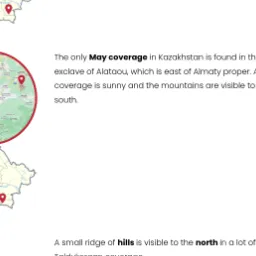 The only May coverage in Kazakhstan is found in th
exclave of Alataou, which is east of Almaty proper. A
coverage is sunny and the mountains are visible to
south.
A small ridge of hills is visible to the north in a lot of